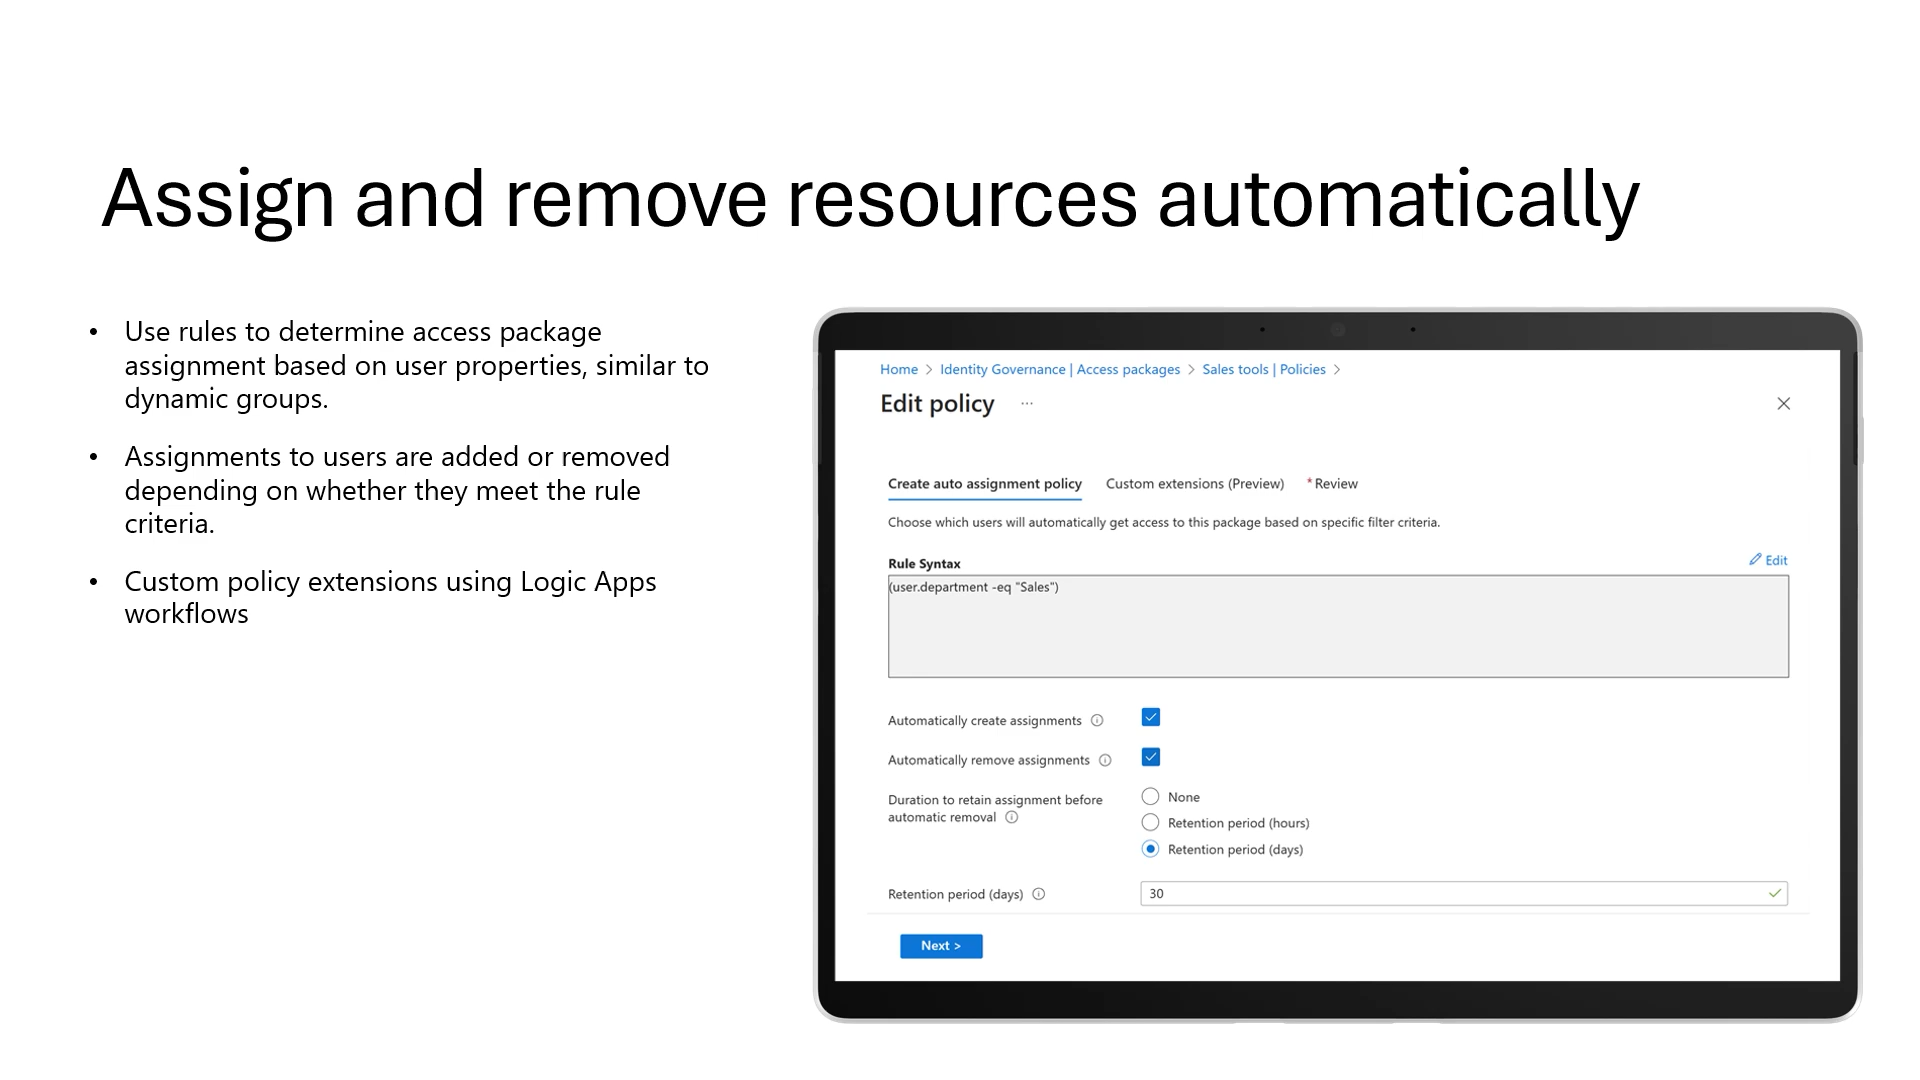 Assign and remove resources automatically
• Use rules to determine access package
assignment based on user properties, similar to
dynamic groups.
• Assignments to users are added or removed
depending on whether they meet the rule
criteria.
• Custom policy extensions using Logic Apps
workflows
Home > Identity Governance | Access packages > Sales tools | Policies >
Edit policy ...
Create auto assignment policy Custom extensions (Preview) * Review
Choose which users will automatically get access to this package based on specific filter criteria.
Rule Syntax Edit
(user.department -eq "Sales")
Automatically create assignments
Automatically remove assignments
Duration to retain assignment before
automatic removal
None
Retention period (hours)
Retention period (days)
Retention period (days) 30
Next >